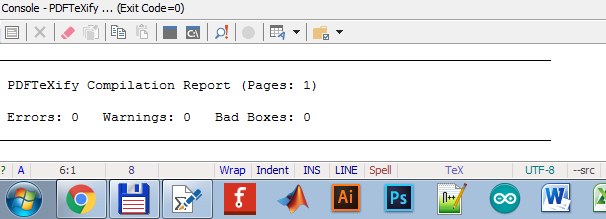 Console - PDFTeXify ... (Exit Code=0)
PDFTeXify Compilation Report (Pages: 1)
Errors: 0 Warnings: 0 Bad Boxes: 0
? A 6:1 8 Wrap Indent INS LINE Spell TeX UTF-8 --src
Ai Ps n++ W X